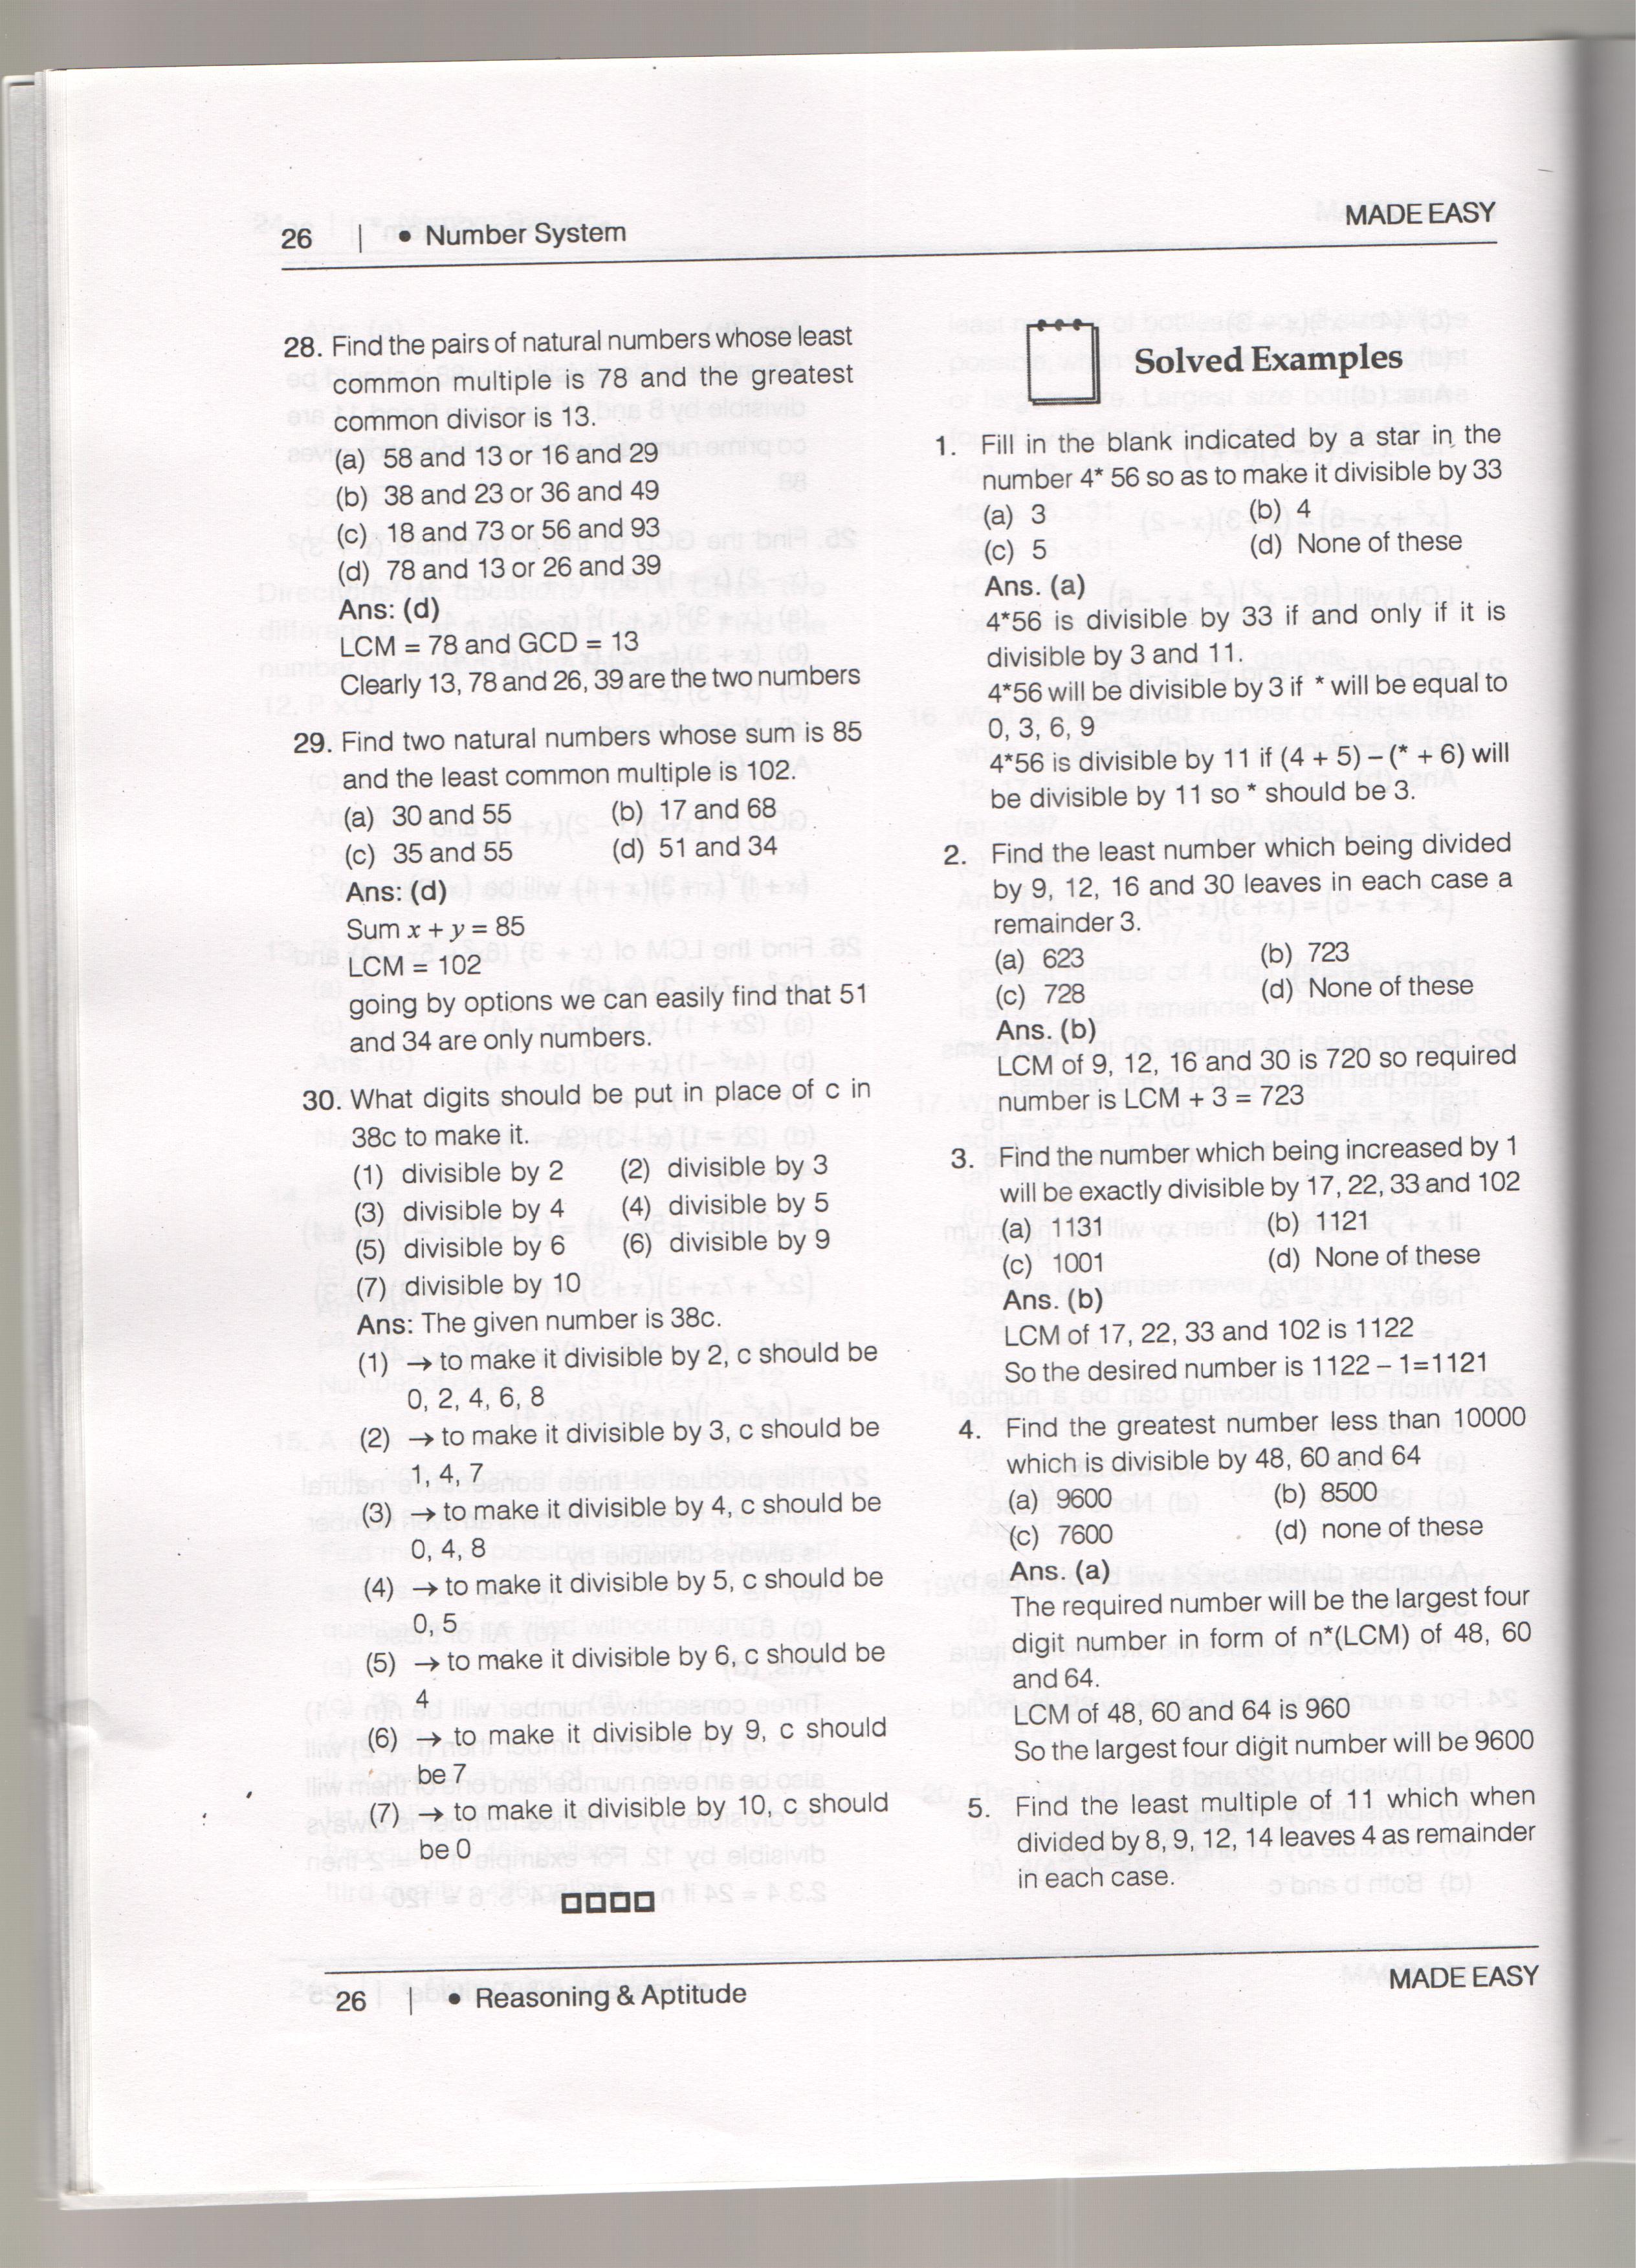 26 | • Number System
MADE EASY
28. Find the pairs of natural numbers whose least
common multiple is 78 and the greatest
common divisor is 13.
(a) 58 and 13 or 16 and 29
(b) 38 and 23 or 36 and 49
(c) 18 and 73 or 56 and 93
(d) 78 and 13 or 26 and 39
Ans: (d)
LCM = 78 and GCD = 13
Clearly 13, 78 and 26, 39 are the two numbers
29. Find two natural numbers whose sum is 85
and the least common multiple is 102.
(a) 30 and 55 (b) 17 and 68
(c) 35 and 55 (d) 51 and 34
Ans: (d)
Sum x + y = 85
LCM = 102
going by options we can easily find that 51
and 34 are only numbers.
30. What digits should be put in place of c in
38c to make it.
(1) divisible by 2 (2) divisible by 3
(3) divisible by 4 (4) divisible by 5
(5) divisible by 6 (6) divisible by 9
(7) divisible by 10
Ans: The given number is 38c.
(1) → to make it divisible by 2, c should be
0, 2, 4, 6, 8
(2) → to make it divisible by 3, c should be
1, 4, 7
(3) → to make it divisible by 4, c should be
0, 4, 8
(4) → to make it divisible by 5, c should be
0, 5
(5) → to make it divisible by 6, c should be
4
(6) → to make it divisible by 9, c should
be 7
(7) → to make it divisible by 10, c should
be 0
Solved Examples
1. Fill in the blank indicated by a star in the
number 4* 56 so as to make it divisible by 33
(a) 3 (b) 4
(c) 5 (d) None of these
Ans. (a)
4*56 is divisible by 33 if and only if it is
divisible by 3 and 11.
4*56 will be divisible by 3 if * will be equal to
0, 3, 6, 9
4*56 is divisible by 11 if (4 + 5) – (* + 6) will
be divisible by 11 so * should be 3.
2. Find the least number which being divided
by 9, 12, 16 and 30 leaves in each case a
remainder 3.
(a) 623 (b) 723
(c) 728 (d) None of these
Ans. (b)
LCM of 9, 12, 16 and 30 is 720 so required
number is LCM + 3 = 723
3. Find the number which being increased by 1
will be exactly divisible by 17, 22, 33 and 102
(a) 1131 (b) 1121
(c) 1001 (d) None of these
Ans. (b)
LCM of 17, 22, 33 and 102 is 1122
So the desired number is 1122 – 1=1121
4. Find the greatest number less than 10000
which is divisible by 48, 60 and 64
(a) 9600 (b) 8500
(c) 7600 (d) none of these
Ans. (a)
The required number will be the largest four
digit number in form of n*(LCM) of 48, 60
and 64.
LCM of 48, 60 and 64 is 960
So the largest four digit number will be 9600
5. Find the least multiple of 11 which when
divided by 8, 9, 12, 14 leaves 4 as remainder
in each case.
26 | • Reasoning & Aptitude
MADE EASY